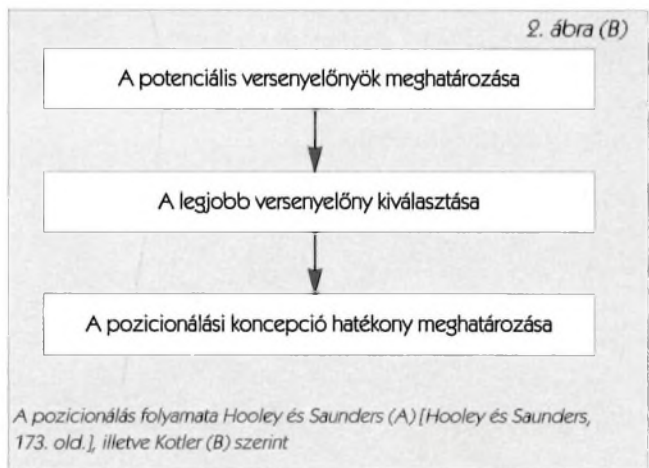 2. ábra (B)
A potenciális versenyelőnyök meghatározása
A legjobb versenyelőny kiválasztása
A pozicionálási koncepció hatékony meghatározása
A pozicionálás folyamata Hooley és Saunders (A) [Hooley és Saunders,
173. old.], illetve Kotler (B) szerint